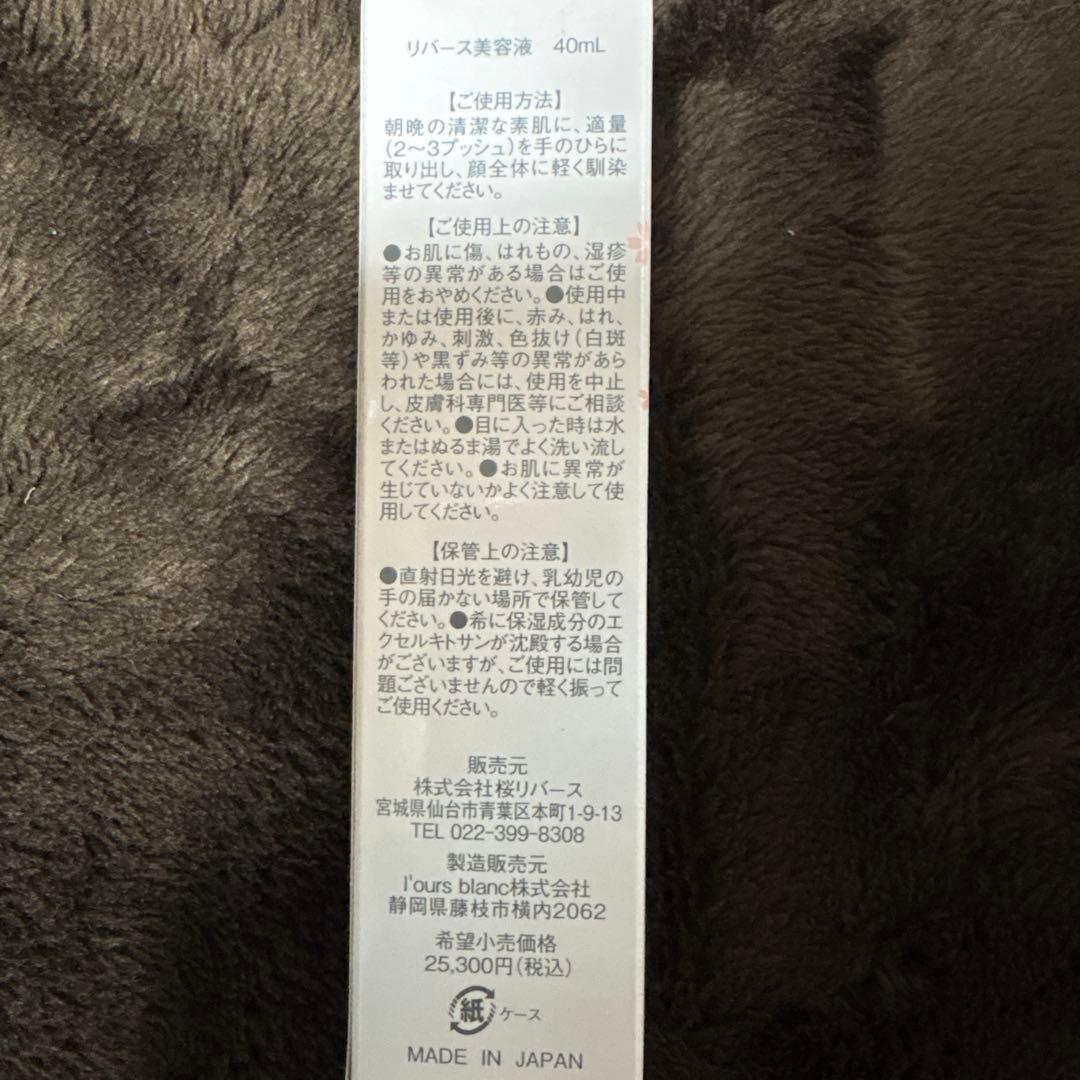 リバース美容液 40mL
【ご使用方法】
朝晩の清潔な素肌に、適量
(2〜3プッシュ)を手のひらに
取り出し、顔全体に軽く馴染
ませてください。
【ご使用上の注意】
●お肌に傷、はれもの、湿疹
等の異常がある場合はご使
用をおやめください。●使用中
または使用後に、赤み、はれ、
かゆみ、刺激、色抜け(白斑
等)や黒ずみ等の異常があら
われた場合には、使用を中止
し、皮膚科専門医等にご相談
ください。●目に入った時は水
またはぬるま湯でよく洗い流し
てください。●お肌に異常が
生じていないかよく注意して使
用してください。
【保管上の注意】
●直射日光を避け、乳幼児の
手の届かない場所で保管して
ください。●希に保湿成分のエ
クセルキトサンが沈殿する場合
がございますが、ご使用には問
題ございませんので軽く振って
ご使用ください。
販売元
株式会社桜リバース
宮城県仙台市青葉区本町1-9-13
TEL 022-399-8308
製造販売元
l'ours blanc株式会社
静岡県藤枝市横内2062
希望小売価格
25,300円(税込)
紙 ケース
MADE IN JAPAN